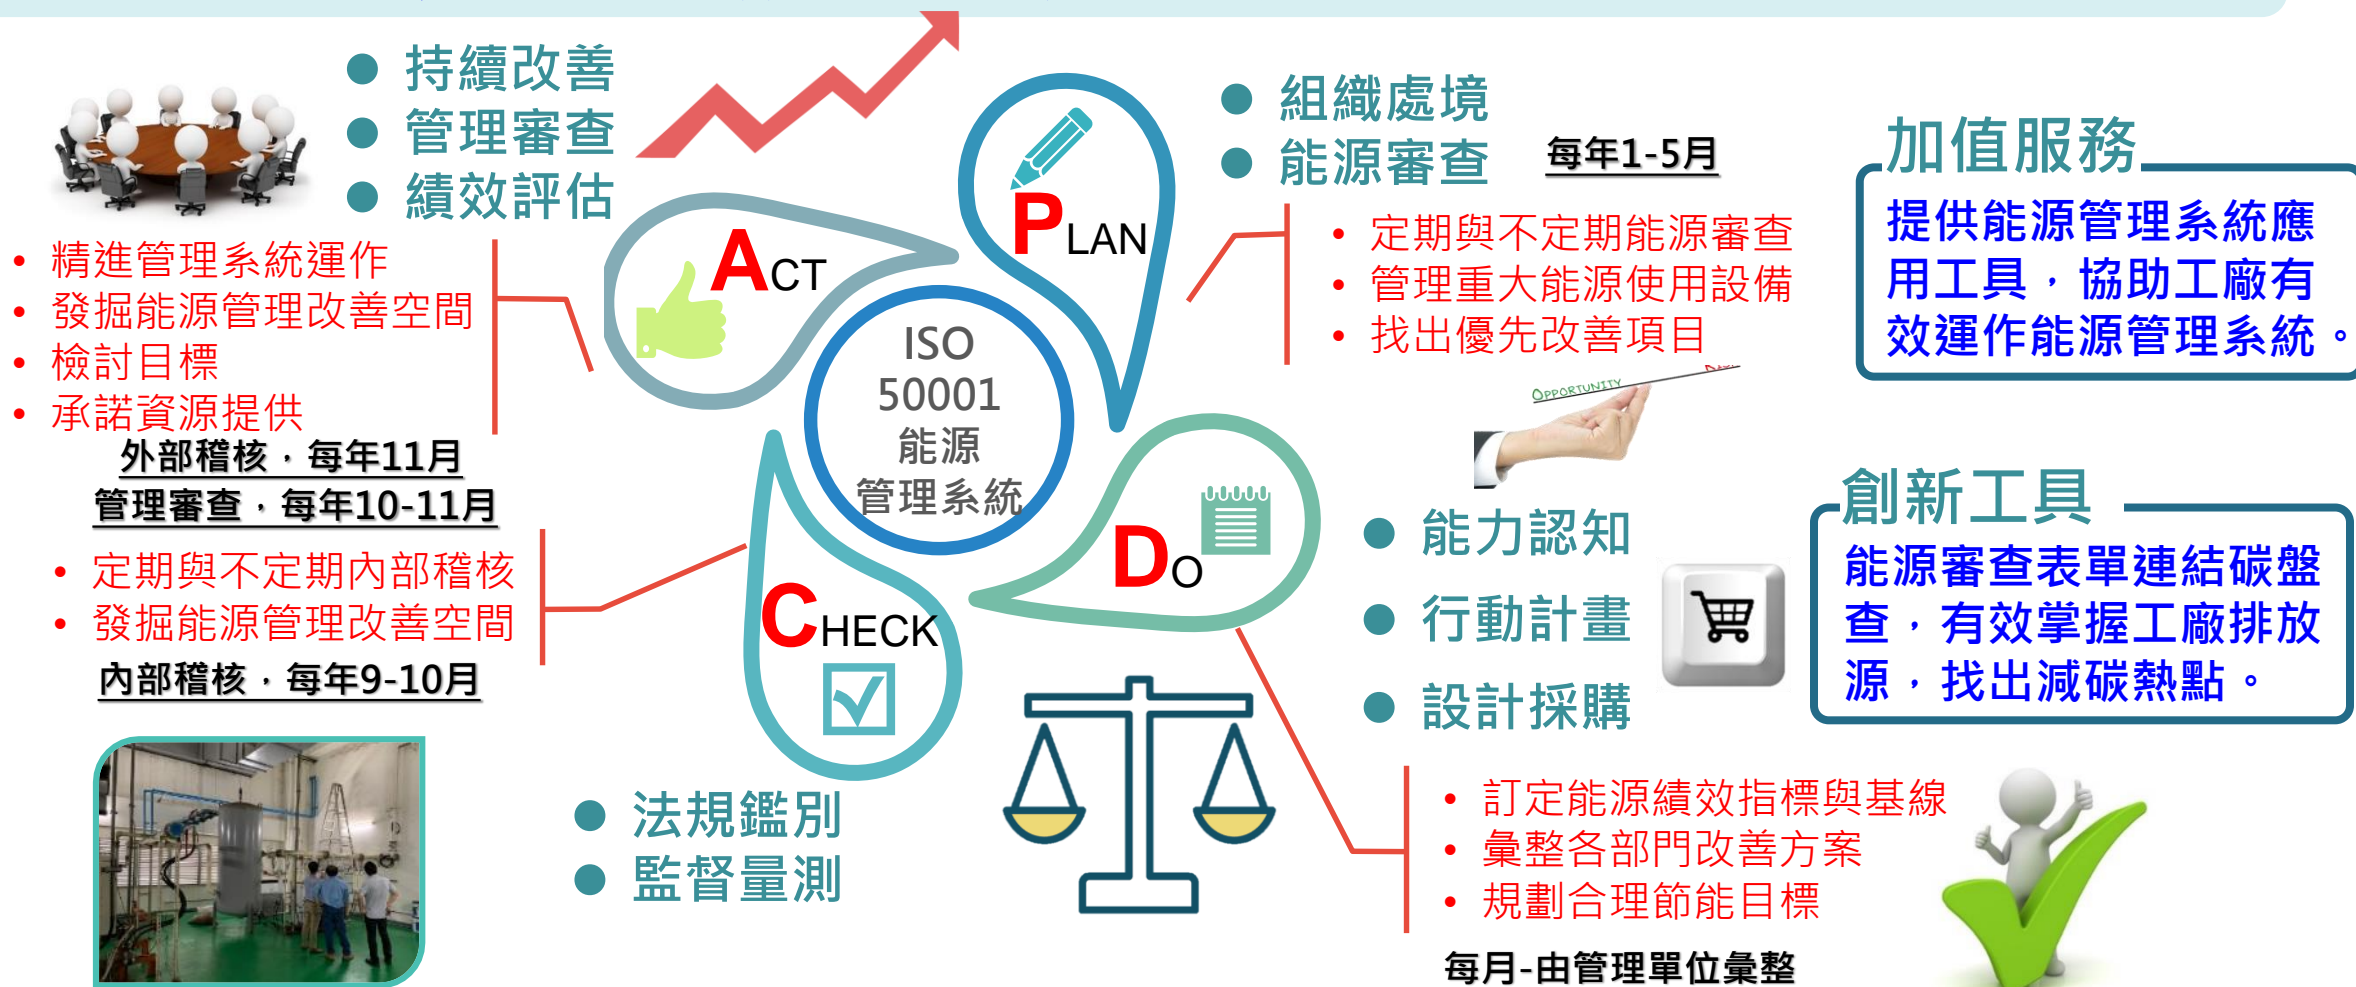 持續改善
管理審查
績效評估
精進管理系統運作
發掘能源管理改善空間
檢討目標
承諾資源提供
外部稽核，每年11月
管理審查，每年10-11月
定期與不定期內部稽核
發掘能源管理改善空間
內部稽核，每年9-10月
ACT
PLAN
ISO
50001
能源
管理系統
DO
CHECK
法規鑑別
監督量測
組織處境
能源審查
每年1-5月
定期與不定期能源審查
管理重大能源使用設備
找出優先改善項目
OPPORTUNITY
能力認知
行動計畫
設計採購
訂定能源績效指標與基線
彙整各部門改善方案
規劃合理節能目標
每月-由管理單位彙整
加值服務
提供能源管理系統應
用工具，協助工廠有
效運作能源管理系統。
創新工具
能源審查表單連結碳盤
查，有效掌握工廠排放
源，找出減碳熱點。